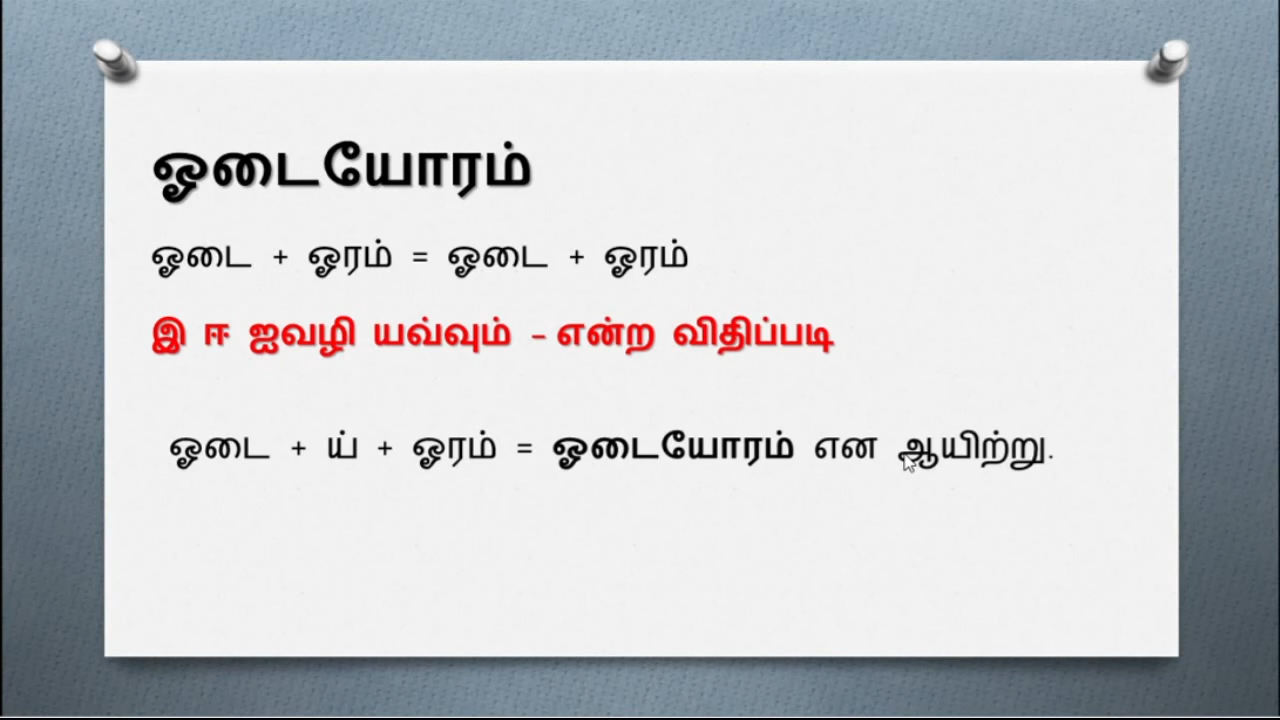 ஓடையோரம்
ஓடை + ஓரம் = ஓடை + ஓரம்
இ ஈ ஐவழி யவ்வும் - என்ற விதிப்படி
ஓடை + ய் + ஓரம் = ஓடையோரம் என ஆயிற்று.